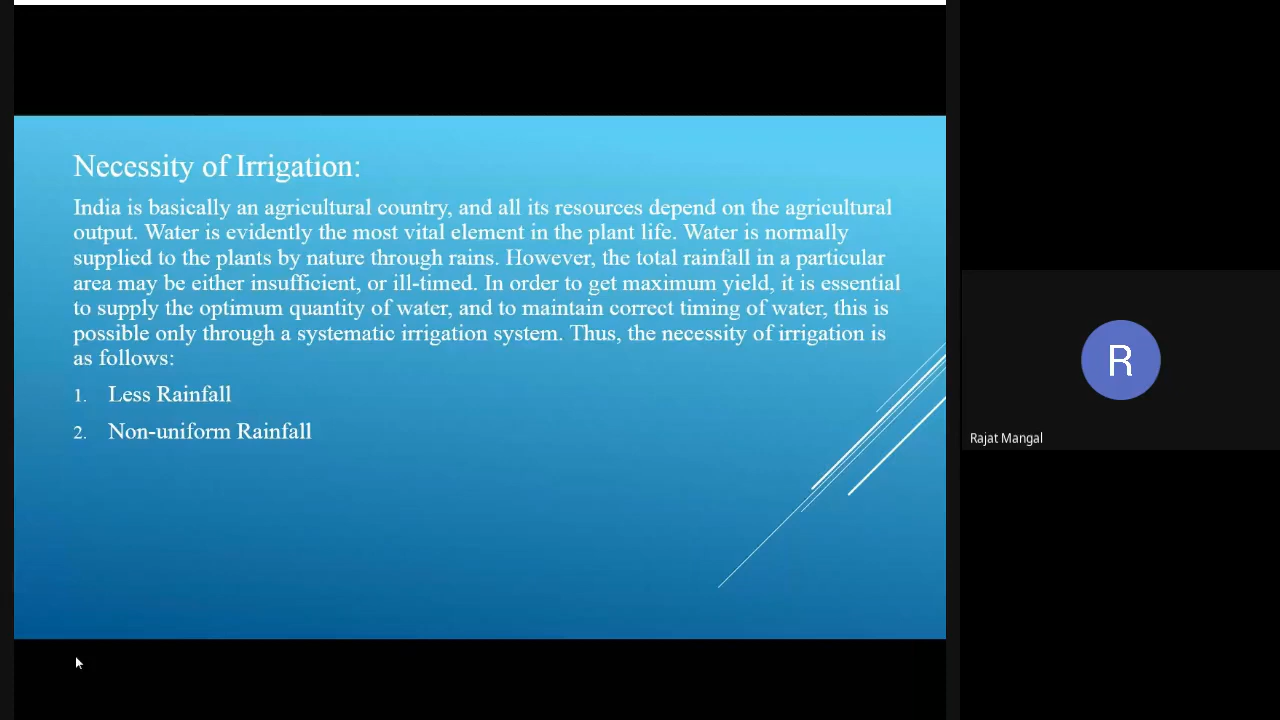 Necessity of Irrigation:
India is basically an agricultural country, and all its resources depend on the agricultural
output. Water is evidently the most vital element in the plant life. Water is normally
supplied to the plants by nature through rains. However, the total rainfall in a particular
area may be either insufficient, or ill-timed. In order to get maximum yield, it is essential
to supply the optimum quantity of water, and to maintain correct timing of water, this is
possible only through a systematic irrigation system. Thus, the necessity of irrigation is
as follows:
1. Less Rainfall
2. Non-uniform Rainfall
R
Rajat Mangal